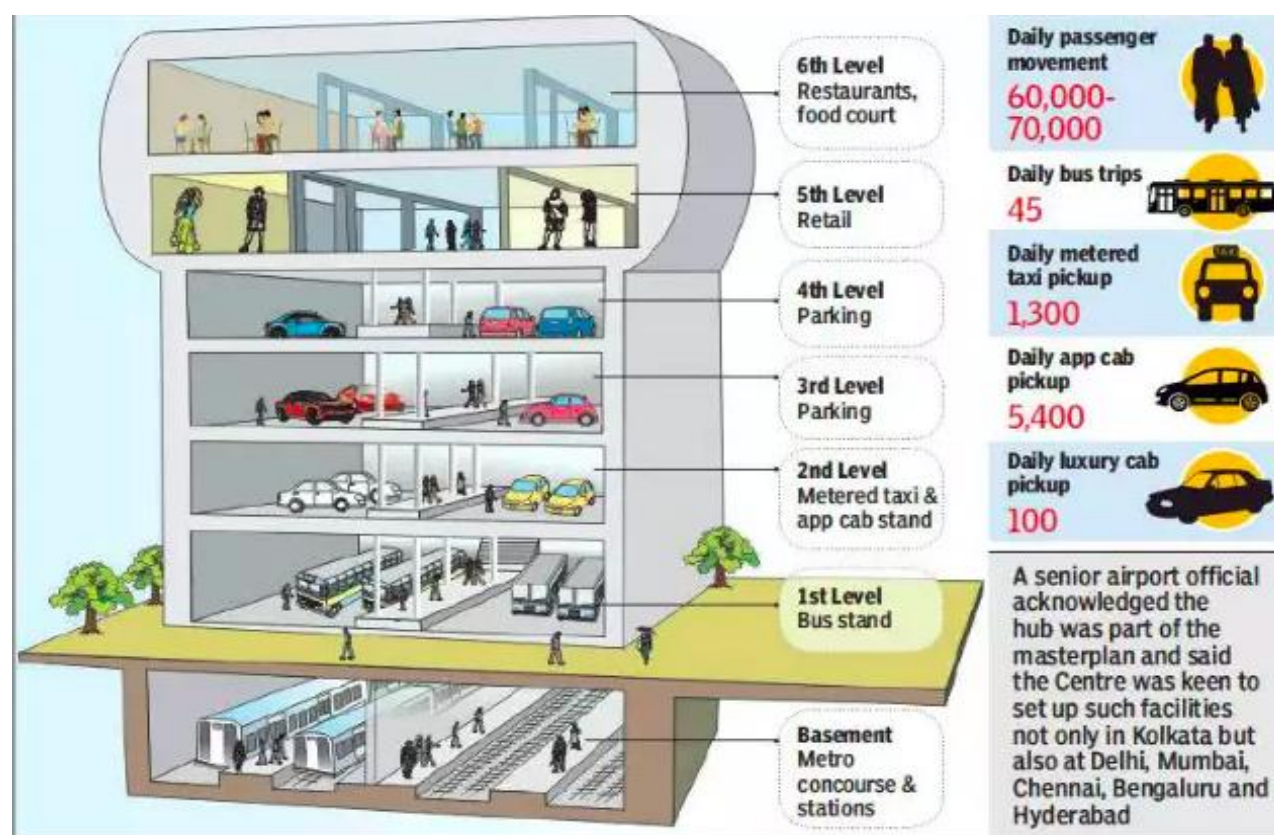 6th Level
Restaurants,
food court
5th Level
Retail
4th Level
Parking
3rd Level
Parking
2nd Level
Metered taxi &
app cab stand
1st Level
Bus stand
Basement
Metro
concourse &
stations
Daily passenger
movement
60,000-
70,000
Daily bus trips
45
Daily metered
taxi pickup
1,300
Daily app cab
pickup
5,400
Daily luxury cab
pickup
100
A senior airport official
acknowledged the
hub was part of the
masterplan and said
the Centre was keen to
set up such facilities
not only in Kolkata but
also at Delhi, Mumbai,
Chennai, Bengaluru and
Hyderabad